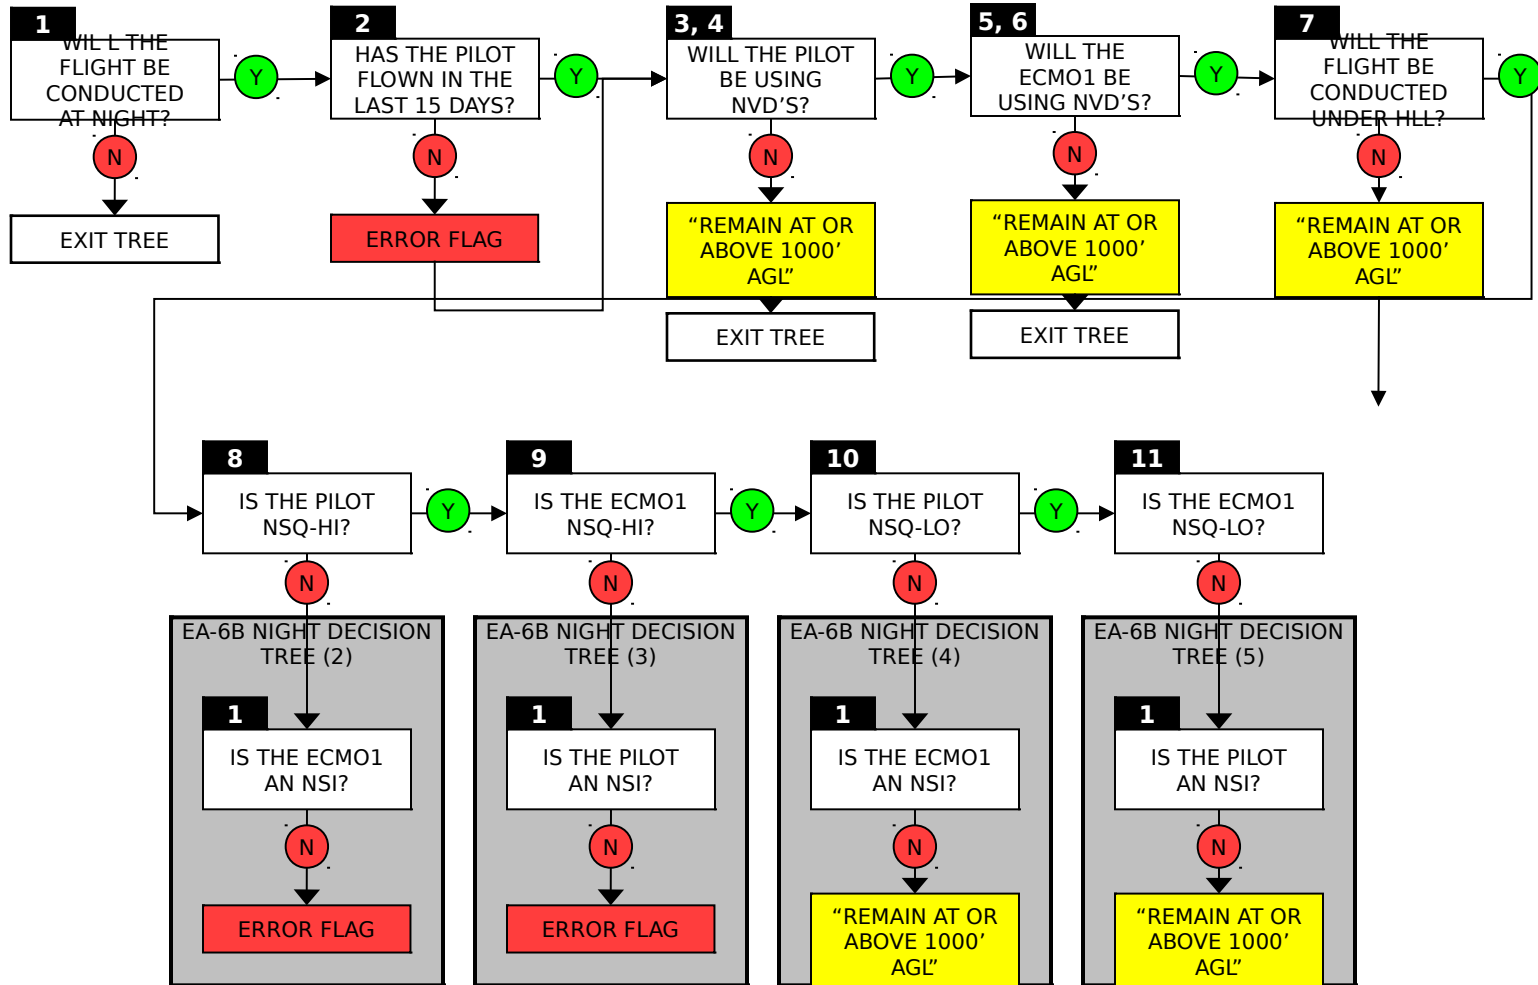 1
WIL L THE
FLIGHT BE
CONDUCTED
AT NIGHT?
Y
N
EXIT TREE
2
HAS THE PILOT
FLOWN IN THE
LAST 15 DAYS?
Y
N
ERROR FLAG
3, 4
WILL THE PILOT
BE USING
NVD'S?
Y
N
“REMAIN AT OR
ABOVE 1000’
AGL”
EXIT TREE
5, 6
WILL THE
ECMO1 BE
USING NVD’S?
Y
N
“REMAIN AT OR
ABOVE 1000’
AGL”
EXIT TREE
7
WILL THE
FLIGHT BE
CONDUCTED
UNDER HLL?
Y
N
“REMAIN AT OR
ABOVE 1000’
AGL”
8
IS THE PILOT
NSQ-HI?
Y
N
EA-6B NIGHT DECISION
TREE (2)
1
IS THE ECMO1
AN NSI?
N
ERROR FLAG
9
IS THE ECMO1
NSQ-HI?
Y
N
EA-6B NIGHT DECISION
TREE (3)
1
IS THE PILOT
AN NSI?
N
ERROR FLAG
10
IS THE PILOT
NSQ-LO?
Y
N
EA-6B NIGHT DECISION
TREE (4)
1
IS THE ECMO1
AN NSI?
N
“REMAIN AT OR
ABOVE 1000’
AGL”
11
IS THE ECMO1
NSQ-LO?
N
EA-6B NIGHT DECISION
TREE (5)
1
IS THE PILOT
AN NSI?
N
“REMAIN AT OR
ABOVE 1000’
AGL”